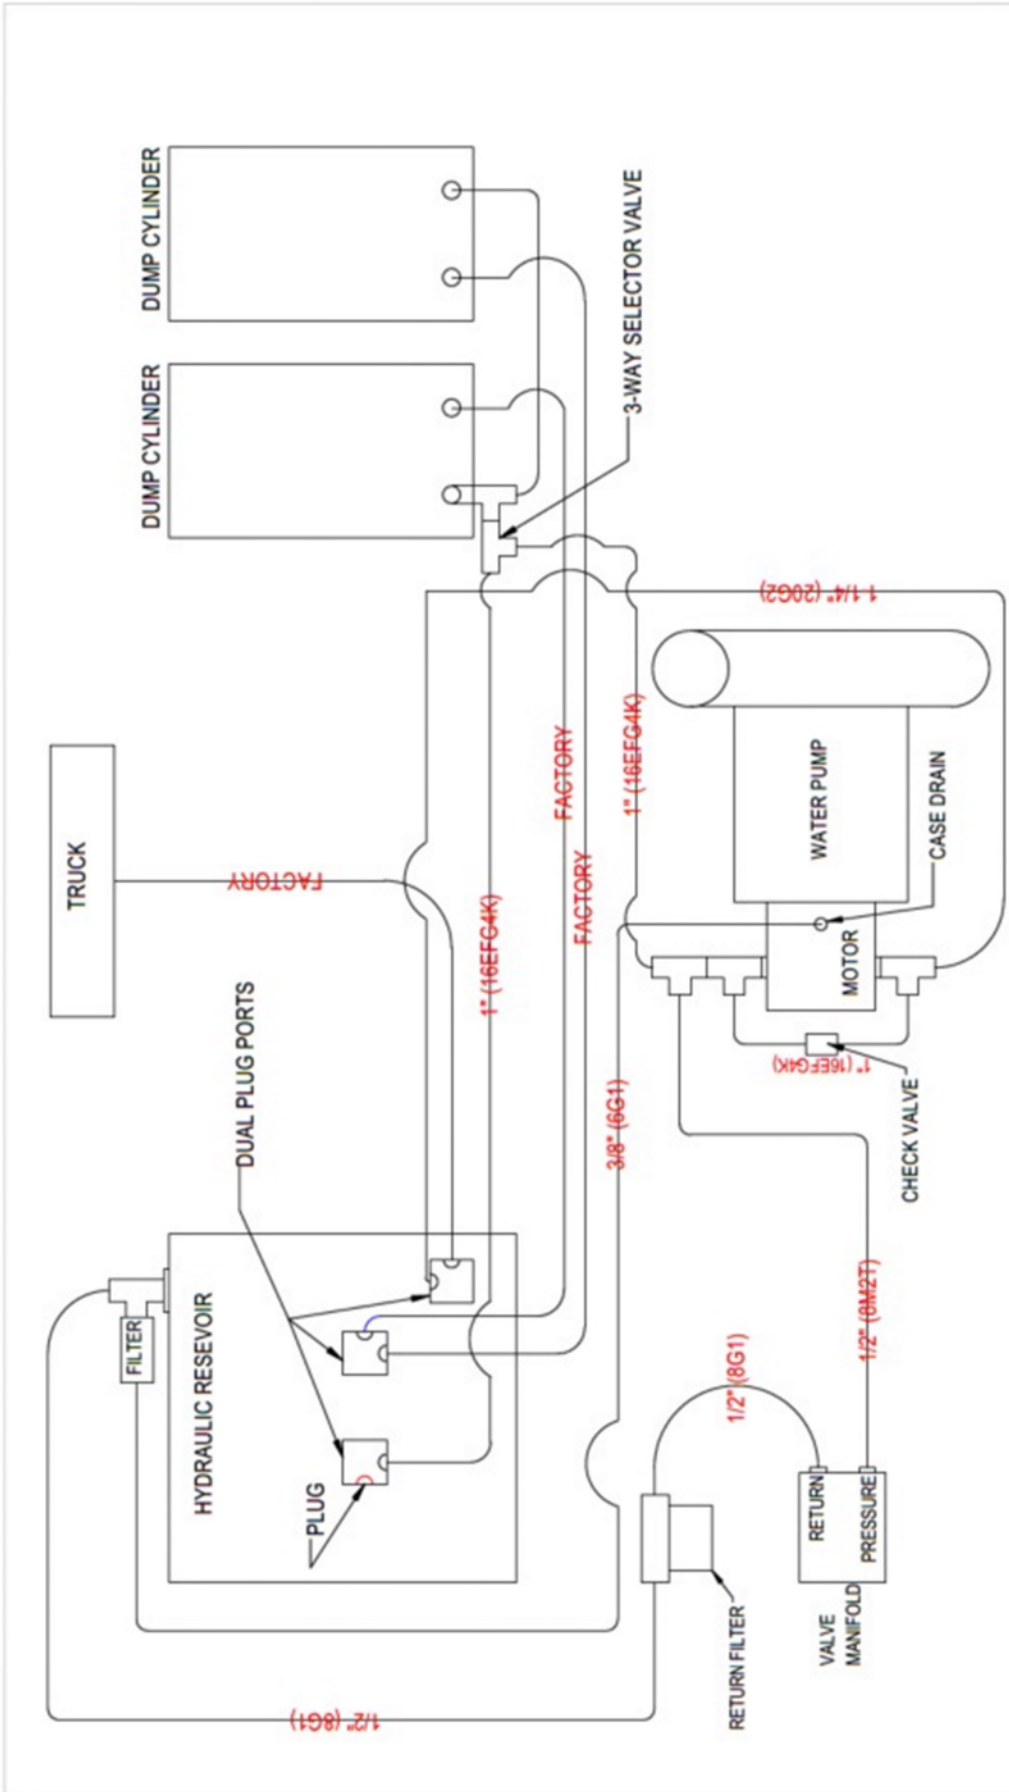 DUMP CYLINDER
DUMP CYLINDER
3-WAY SELECTOR VALVE
TRUCK
FACTORY
1 1/4" (20G2)
FACTORY
FACTORY
1" (16EFG4K)
1" (16EFG4K)
WATER PUMP
CASE DRAIN
MOTOR
1" (16EFG4K)
CHECK VALVE
DUAL PLUG PORTS
3/8" (6G1)
FILTER
HYDRAULIC RESEVOIR
PLUG
1/2" (8G1)
1/2" (8M2T)
RETURN
PRESSURE
VALVE
MANIFOLD
RETURN FILTER
1/2" (8G1)